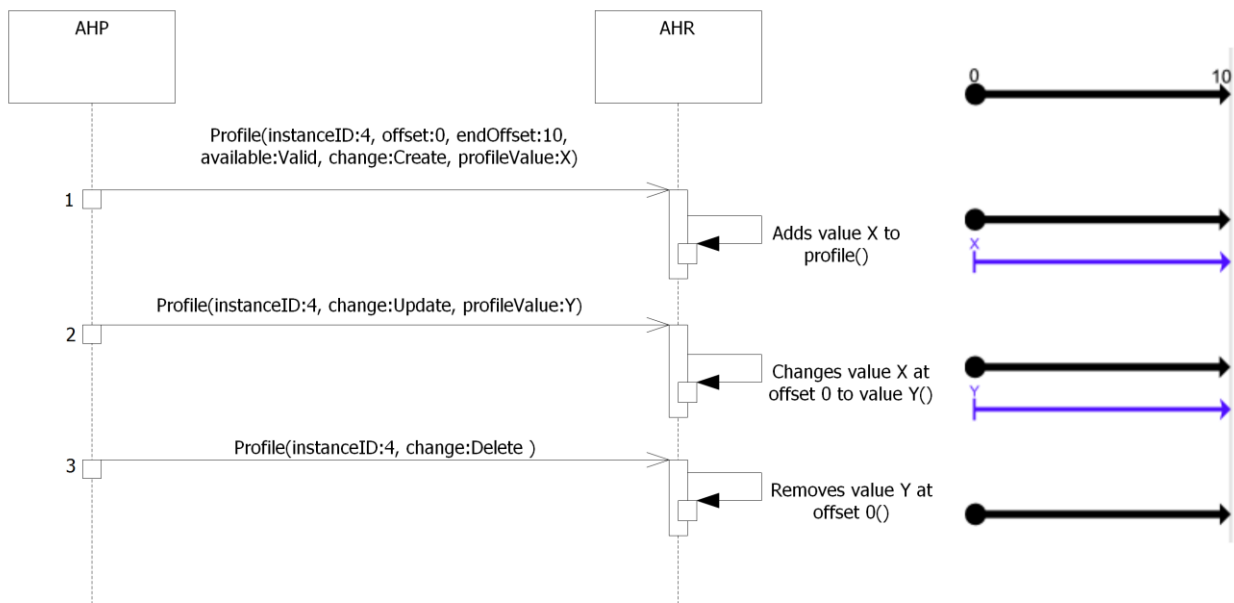 AHP
AHR
0
10
Profile(instanceID:4, offset:0, endOffset:10,
available:Valid, change:Create, profileValue:X)
1
Adds value X to
profile()
X
Profile(instanceID:4, change:Update, profileValue:Y)
2
Changes value X at
offset 0 to value Y()
Y
Profile(instanceID:4, change:Delete )
3
Removes value Y at
offset 0()